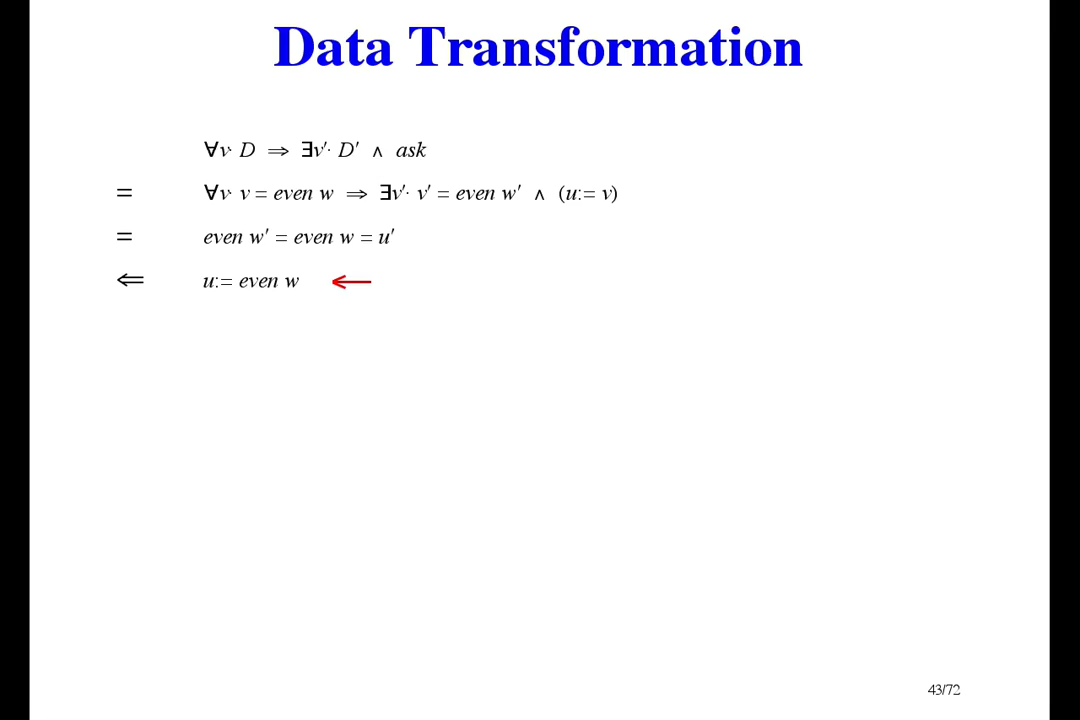 Data Transformation
∀v· D ⇒ ∃v′· D′ ∧ ask
= ∀v· v = even w ⇒ ∃v′· v′ = even w′ ∧ (u:= v)
= even w′ = even w = u′
⇐ u:= even w ←
43/72